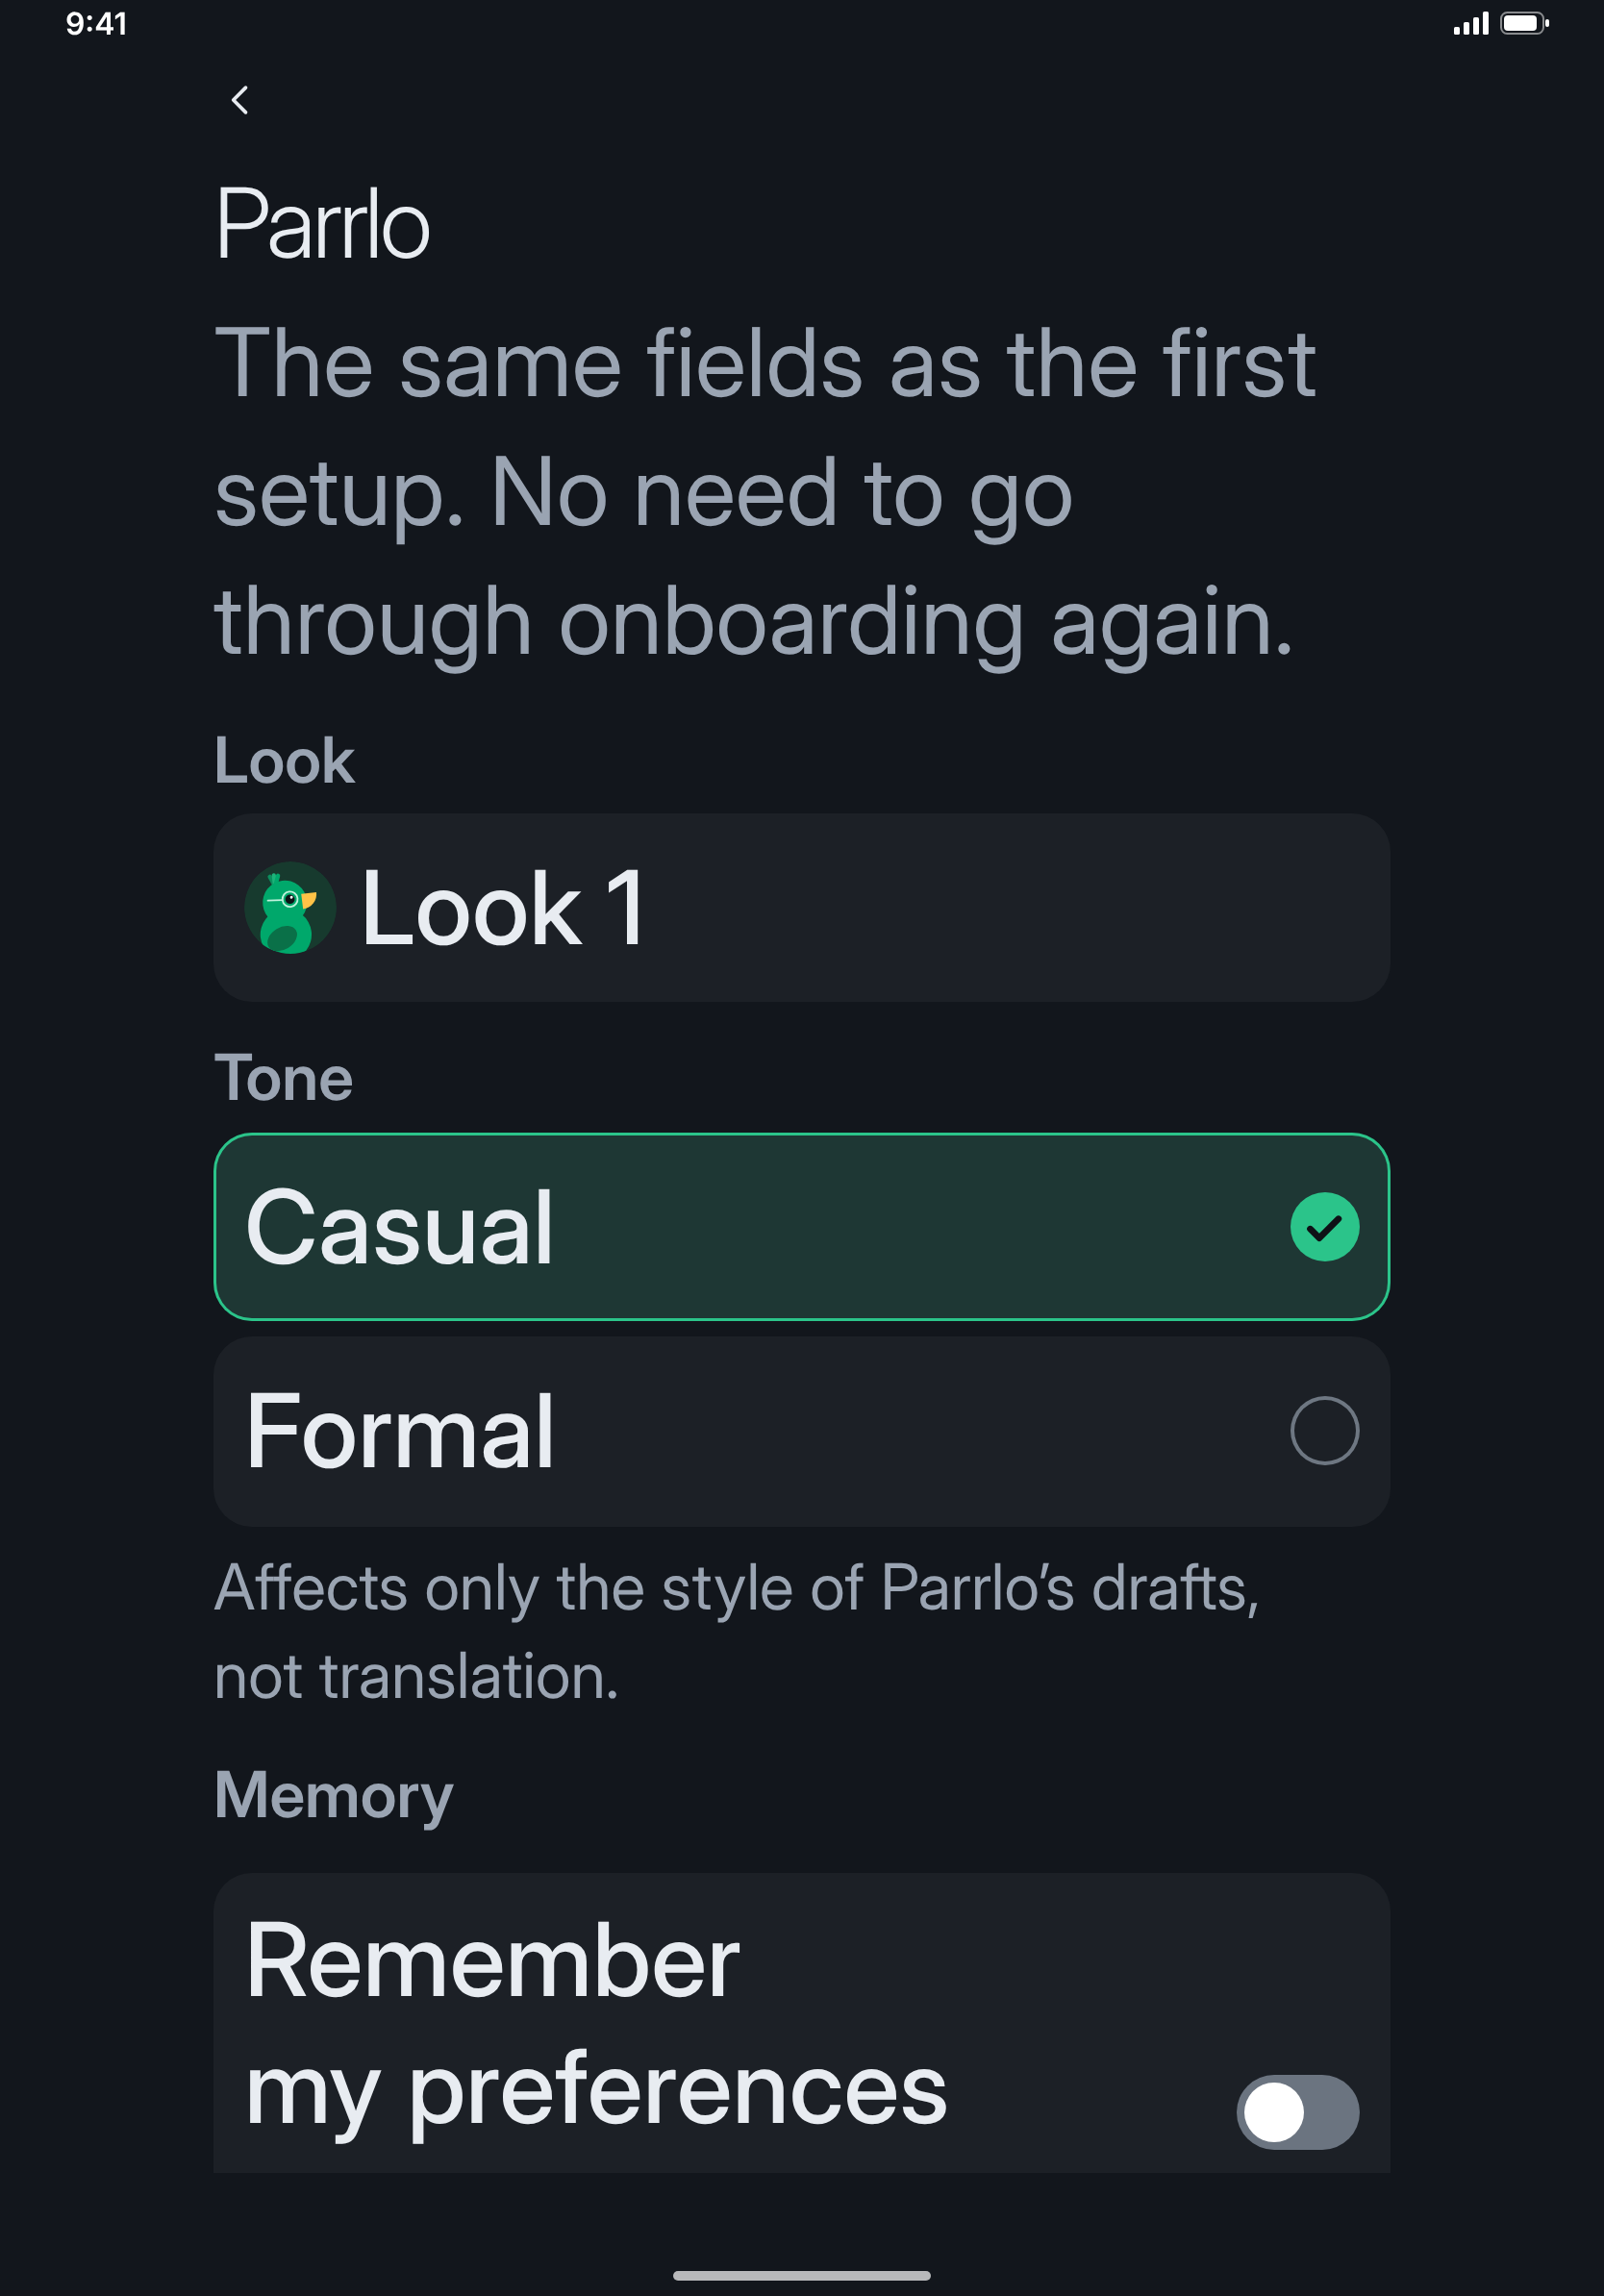 9:41
Parrlo
The same fields as the first
setup. No need to go
through onboarding again.
Look
Look 1
Tone
Casual
Formal
Affects only the style of Parrlo’s drafts,
not translation.
Memory
Remember
my preferences